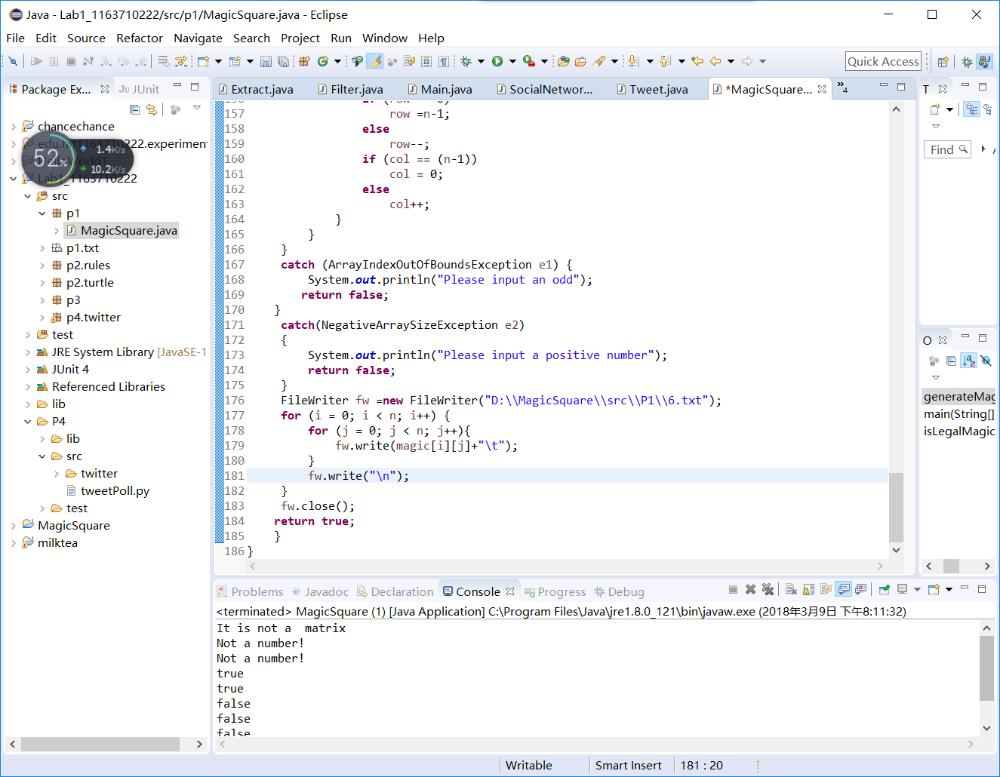 Java - Lab1_1163710222/src/p1/MagicSquare.java - Eclipse
File Edit Source Refactor Navigate Search Project Run Window Help
Quick Access
Package Ex... JUnit
chancechance
edu.hit1163710222.experiment
Lab1_1163710222
52%
1.4K/s
10.2K/s
src
p1
MagicSquare.java
p1.txt
p2.rules
p2.turtle
p3
p4.twitter
test
JRE System Library [JavaSE-1
JUnit 4
Referenced Libraries
lib
P4
lib
src
twitter
tweetPoll.py
test
MagicSquare
milktea
Extract.java Filter.java Main.java SocialNetwor... Tweet.java *MagicSquare... »4
157 row =n-1;
158 else
159 row--;
160 if (col == (n-1))
161 col = 0;
162 else
163 col++;
164 }
165 }
166 }
167 catch (ArrayIndexOutOfBoundsException e1) {
168 System.out.println("Please input an odd");
169 return false;
170 }
171 catch(NegativeArraySizeException e2)
172 {
173 System.out.println("Please input a positive number");
174 return false;
175 }
176 FileWriter fw =new FileWriter("D:\\MagicSquare\\src\\P1\\6.txt");
177 for (i = 0; i < n; i++) {
178 for (j = 0; j < n; j++){
179 fw.write(magic[i][j]+"\t");
180 }
181 fw.write("\n");
182 }
183 fw.close();
184 return true;
185 }
186 }
T
Find
O
generateMag
main(String[]
isLegalMagic
Problems @ Javadoc Declaration Console Progress Debug
<terminated> MagicSquare (1) [Java Application] C:\Program Files\Java\jre1.8.0_121\bin\javaw.exe (2018年3月9日 下午8:11:32)
It is not a  matrix
Not a number!
Not a number!
true
true
false
false
false
Writable Smart Insert 181 : 20